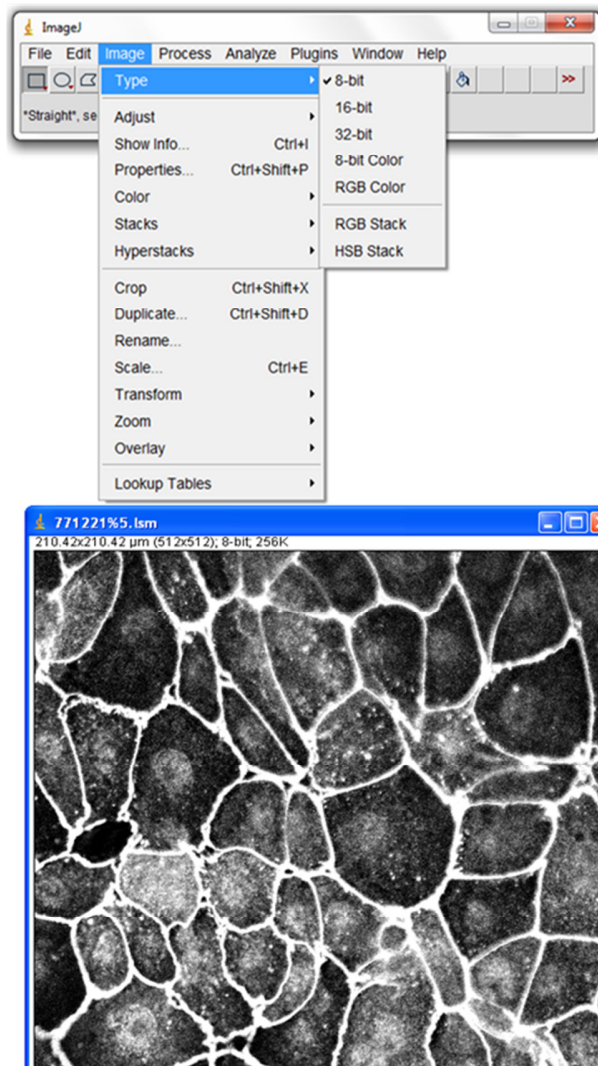 ImageJ
File Edit Image Process Analyze Plugins Window Help
*Straight*, se
Type
Adjust
Show Info... Ctrl+I
Properties... Ctrl+Shift+P
Color
Stacks
Hyperstacks
Crop Ctrl+Shift+X
Duplicate... Ctrl+Shift+D
Rename...
Scale... Ctrl+E
Transform
Zoom
Overlay
Lookup Tables
8-bit
16-bit
32-bit
8-bit Color
RGB Color
RGB Stack
HSB Stack
>>
771221%5.lsm
210.42x210.42 µm (512x512); 8-bit; 256K